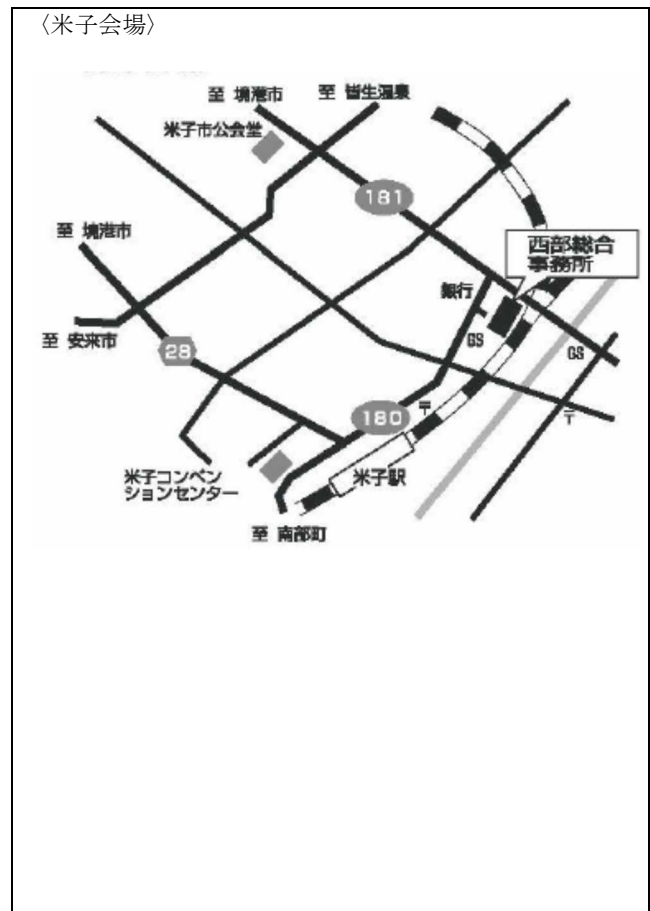 〈米子会場〉
至 境港市
至 皆生温泉
米子市公会堂
181
至 境港市
西部総合
事務所
銀行
至 安来市
28
GS
GS
180
〒
〒
米子コンベン
ションセンター
米子駅
至 南部町